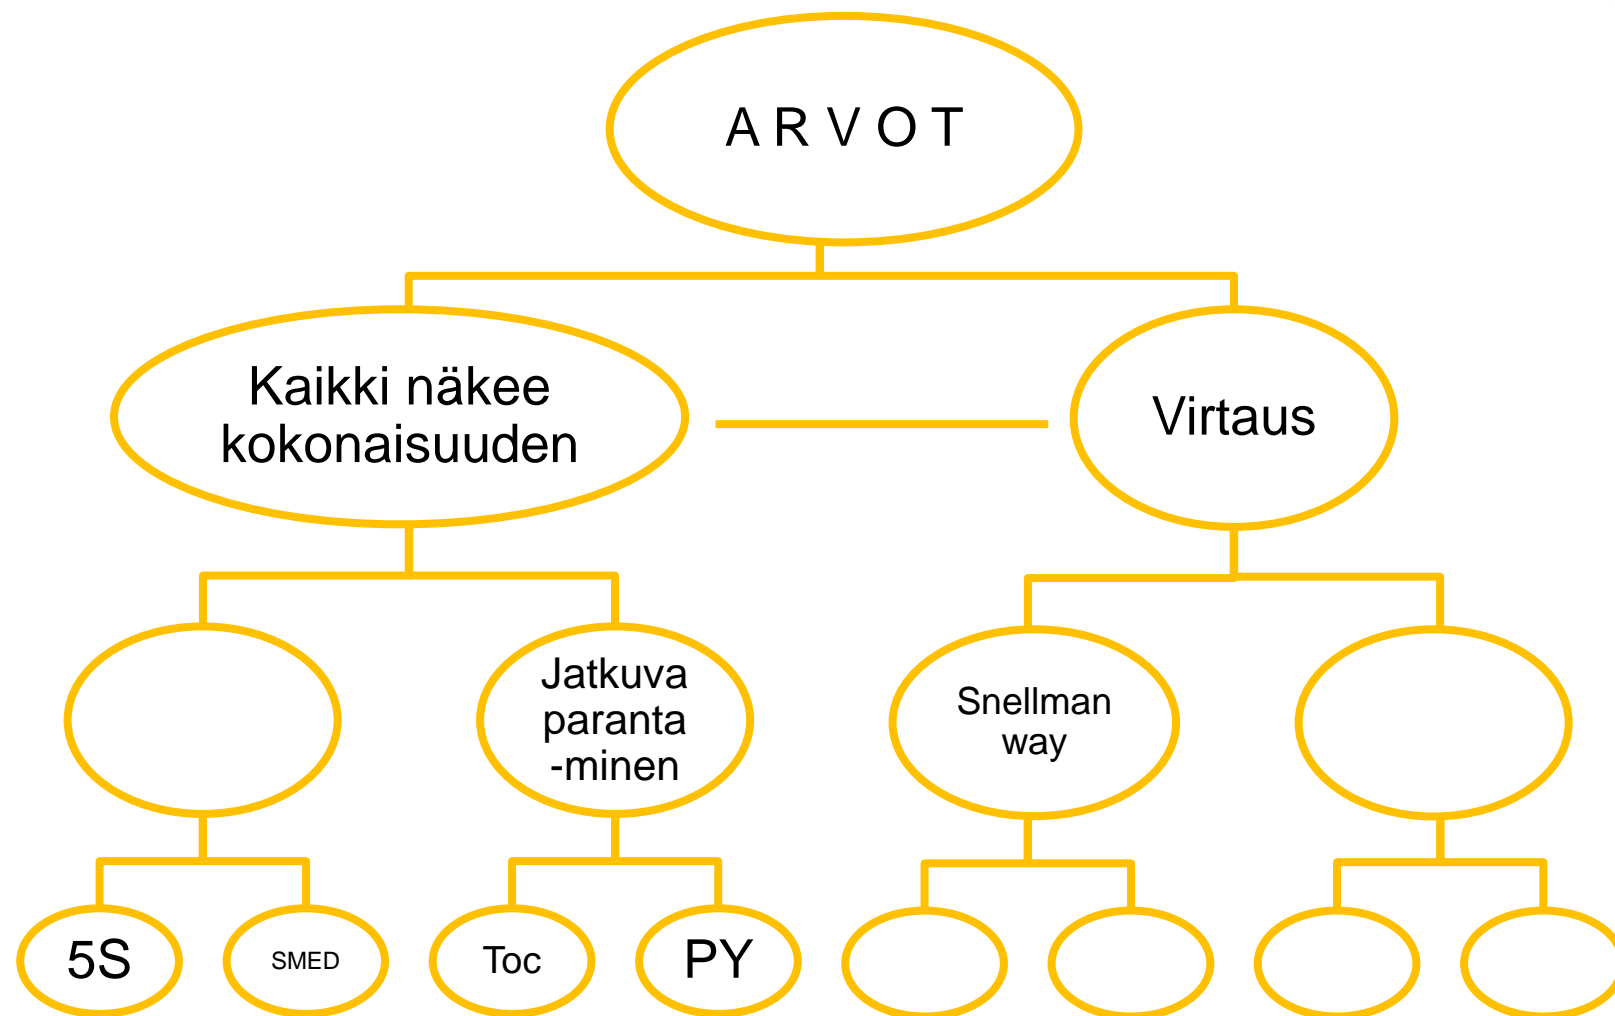 A R V O T
Kaikki näkee
kokonaisuuden
Virtaus
Jatkuva
paranta
-minen
Snellman
way
5S
SMED
Toc
PY